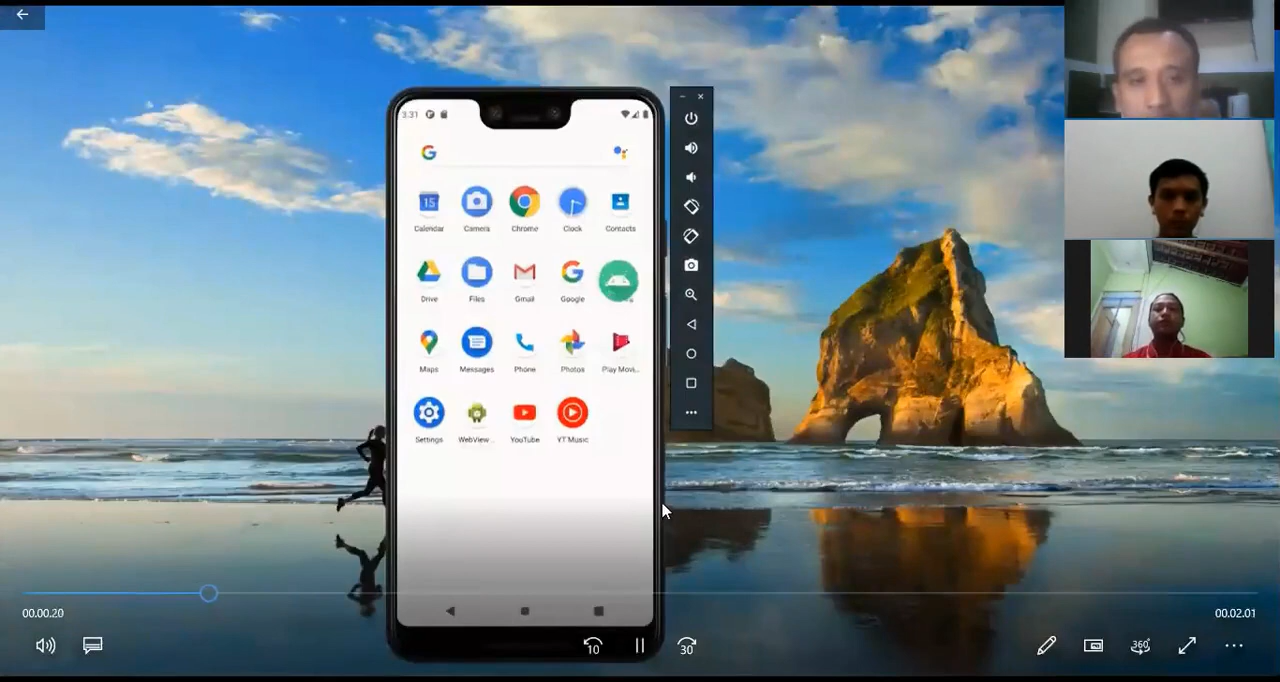 3:31
Calendar Camera Chrome Clock Contacts
Drive Files Gmail Google
Maps Messages Phone Photos Play Movi...
Settings WebView... YouTube YT Music
00.00.20
00.02.01
10
30
360°
15